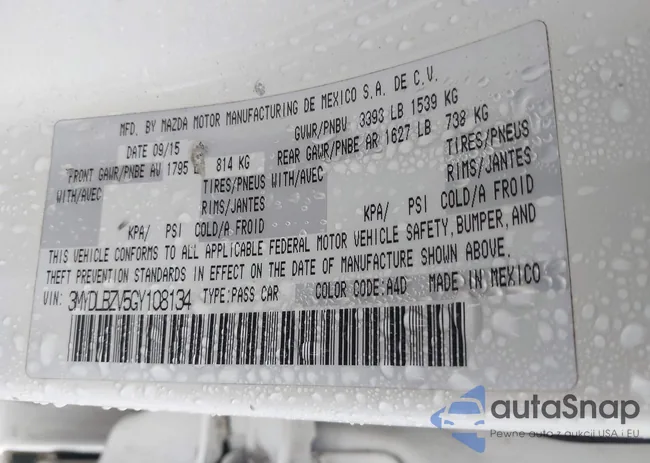 MFD. BY MAZDA MOTOR MANUFACTURING DE MEXICO S.A. DE C.V.
DATE 09/15 GVWR/PNBV 3393 LB 1539 KG
FRONT GAWR/PNBE AV 1795 814 KG REAR GAWR/PNBE AR 1627 LB 738 KG
WITH/AVEC TIRES/PNEUS WITH/AVEC TIRES/PNEUS
RIMS/JANTES RIMS/JANTES
KPA/ PSI COLD/A FROID KPA/ PSI COLD/A FROID
THIS VEHICLE CONFORMS TO ALL APPLICABLE FEDERAL MOTOR VEHICLE SAFETY, BUMPER, AND
THEFT PREVENTION STANDARDS IN EFFECT ON THE DATE OF MANUFACTURE SHOWN ABOVE.
VIN: 3MYDLBZV5GY108134 TYPE:PASS CAR COLOR CODE:A4D MADE IN MEXICO
autaSnap
Pewne auta z aukcji USA i EU